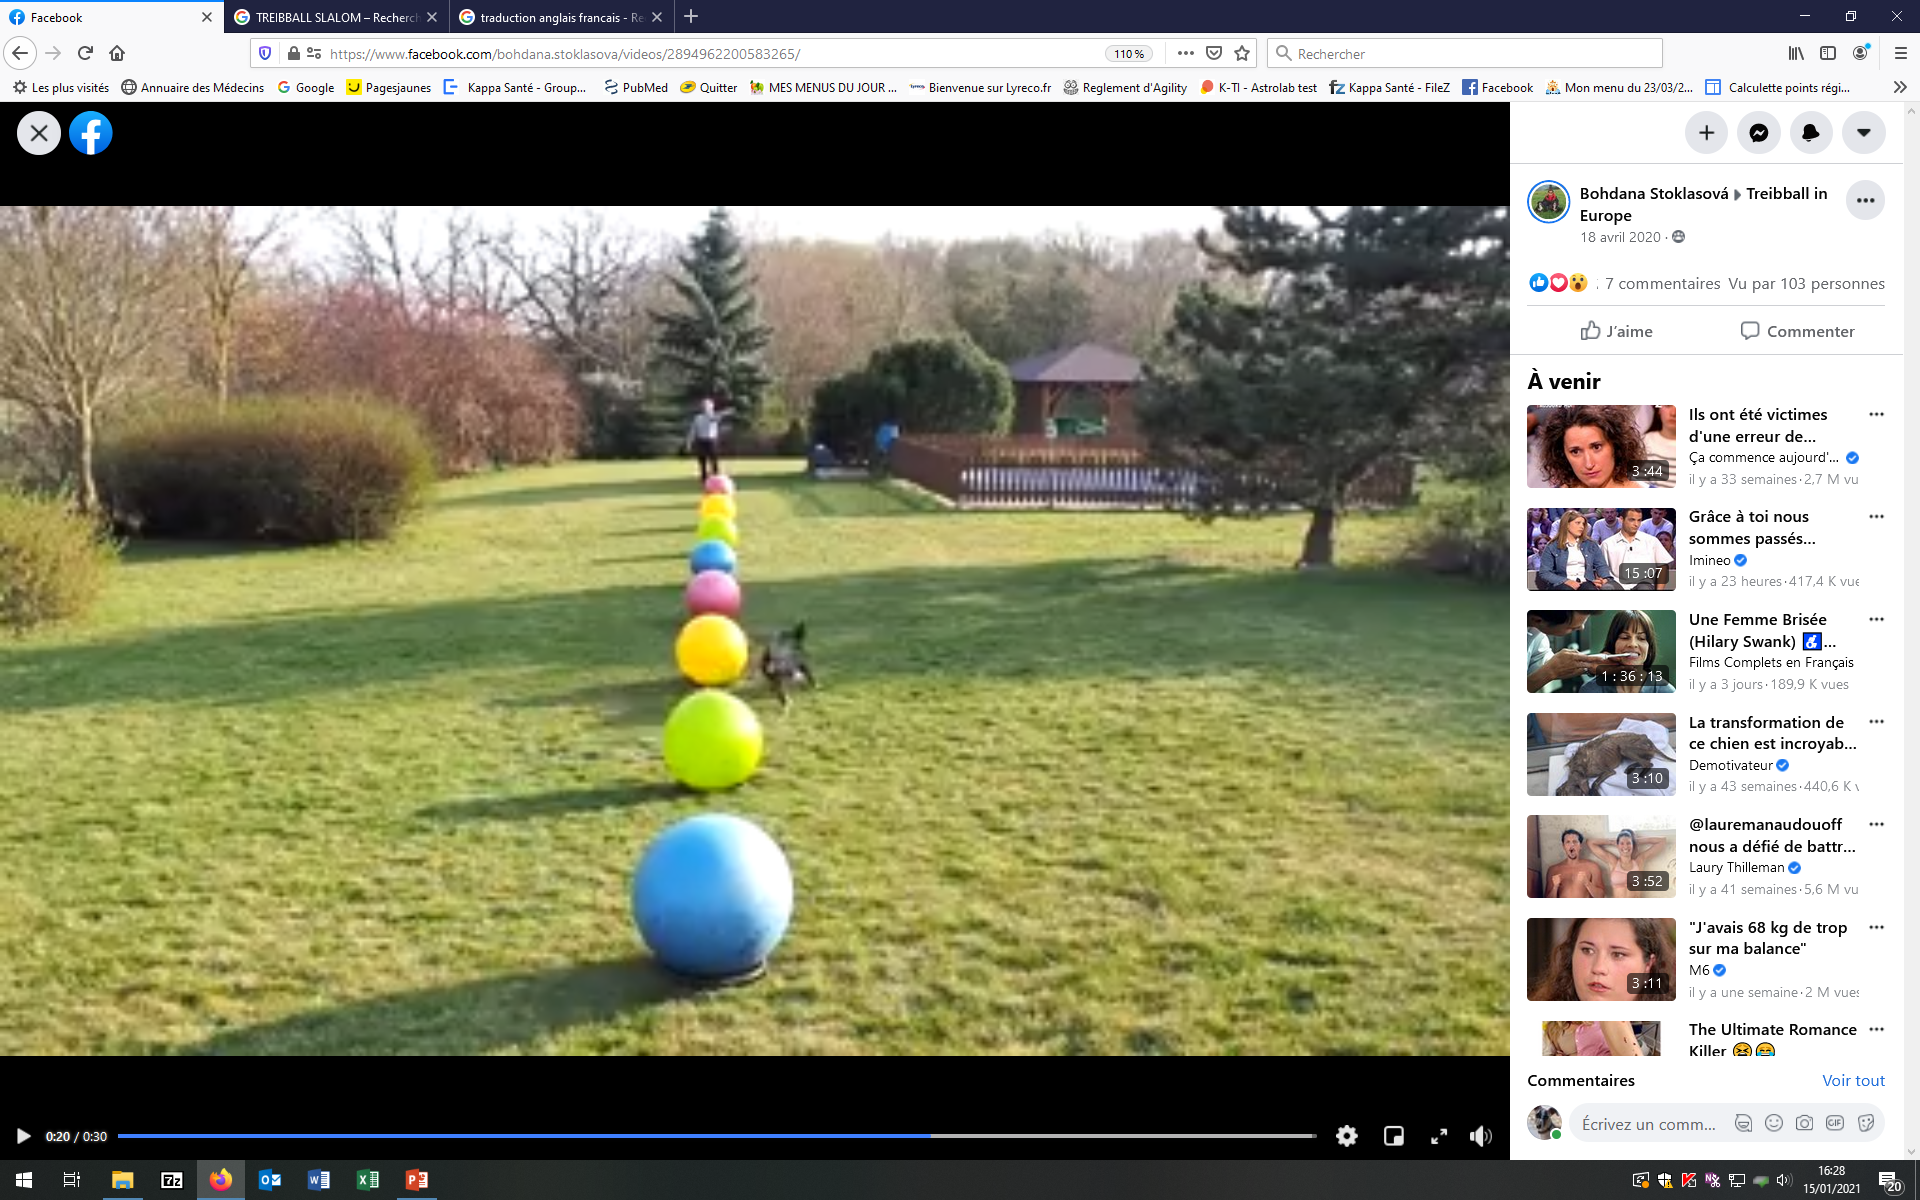 Facebook
TREIBBALL SLALOM – Recherch
traduction anglais francais - Re
https://www.facebook.com/bohdana.stoklasova/videos/2894962200583265/
110 %
Rechercher
Les plus visités
Annuaire des Médecins
Google
Pagesjaunes
Kappa Santé - Group...
PubMed
Quitter
MES MENUS DU JOUR ...
Bienvenue sur Lyreco.fr
Reglement d'Agility
K-TI - Astrolab test
Kappa Santé - FileZ
Facebook
Mon menu du 23/03/2...
Calculette points régi...
Bohdana Stoklasová Treibball in
Europe
18 avril 2020 ·
7 commentaires Vu par 103 personnes
J'aime
Commenter
À venir
3 :44
Ils ont été victimes
d'une erreur de...
Ça commence aujourd'...
il y a 33 semaines · 2,7 M vu
15 :07
Grâce à toi nous
sommes passés...
Imineo
il y a 23 heures · 417,4 K vue
1 : 36 : 13
Une Femme Brisée
(Hilary Swank) ...
Films Complets en Français
il y a 3 jours · 189,9 K vues
3 :10
La transformation de
ce chien est incroyab...
Demotivateur
il y a 43 semaines · 440,6 K v
3 :52
@lauremanaudouoff
nous a défié de battr...
Laury Thilleman
il y a 41 semaines · 5,6 M vu
3 :11
"J'avais 68 kg de trop
sur ma balance"
M6
il y a une semaine · 2 M vues
The Ultimate Romance
Killer 😫😂
Commentaires
Voir tout
Écrivez un comm...
GIF
0:20 / 0:30
16:28
15/01/2021
20